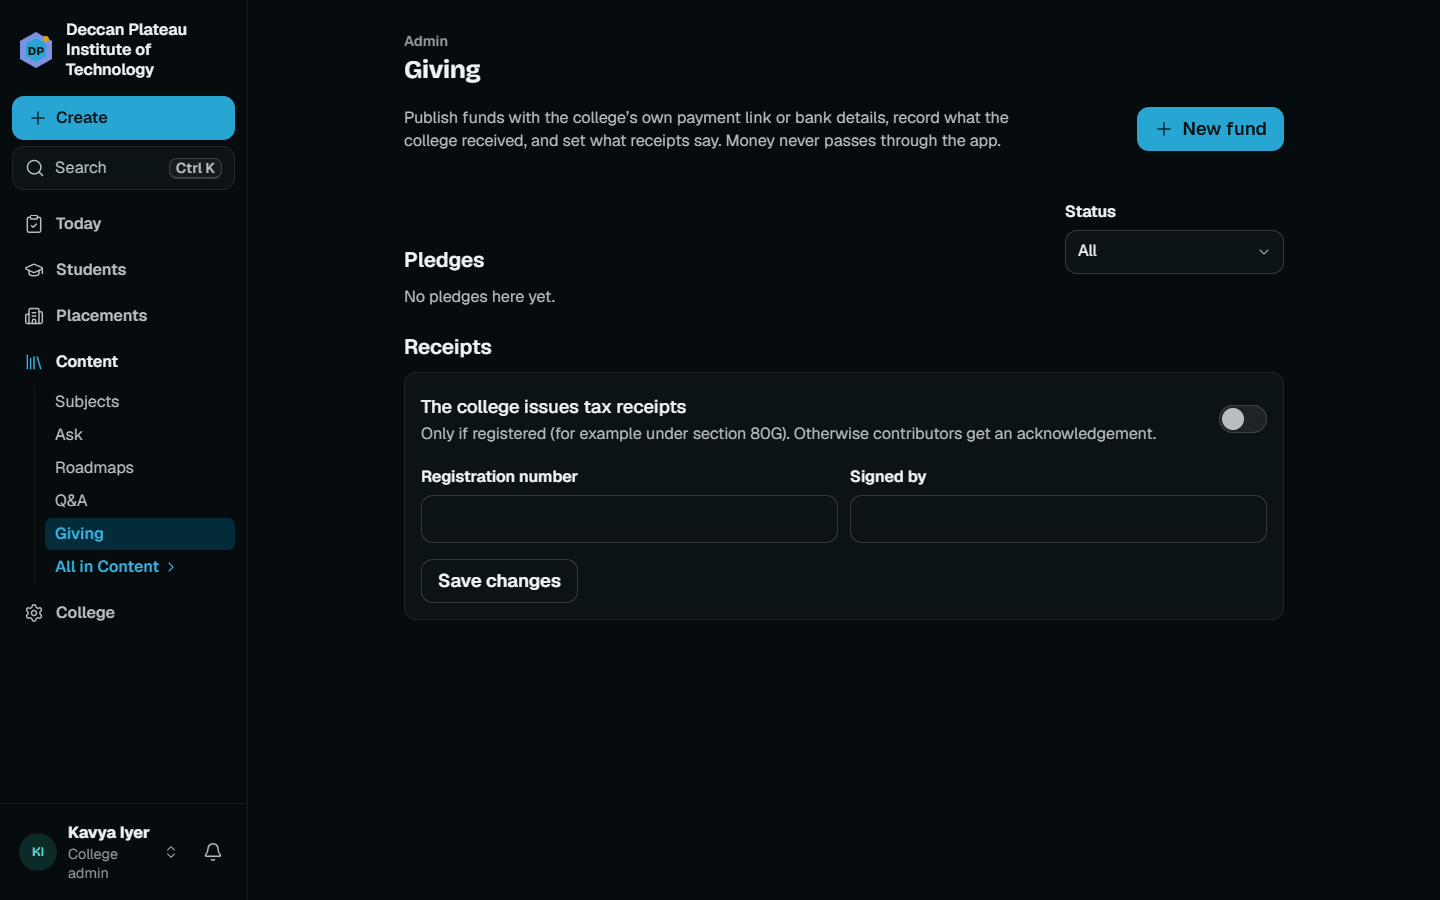 DP
Deccan Plateau
Institute of
Technology
Create
Search
Ctrl K
Today
Students
Placements
Content
Subjects
Ask
Roadmaps
Q&A
Giving
All in Content
College
KI
Kavya Iyer
College
admin
Admin
Giving
Publish funds with the college’s own payment link or bank details, record what the
college received, and set what receipts say. Money never passes through the app.
New fund
Status
All
Pledges
No pledges here yet.
Receipts
The college issues tax receipts
Only if registered (for example under section 80G). Otherwise contributors get an acknowledgement.
Registration number
Signed by
Save changes